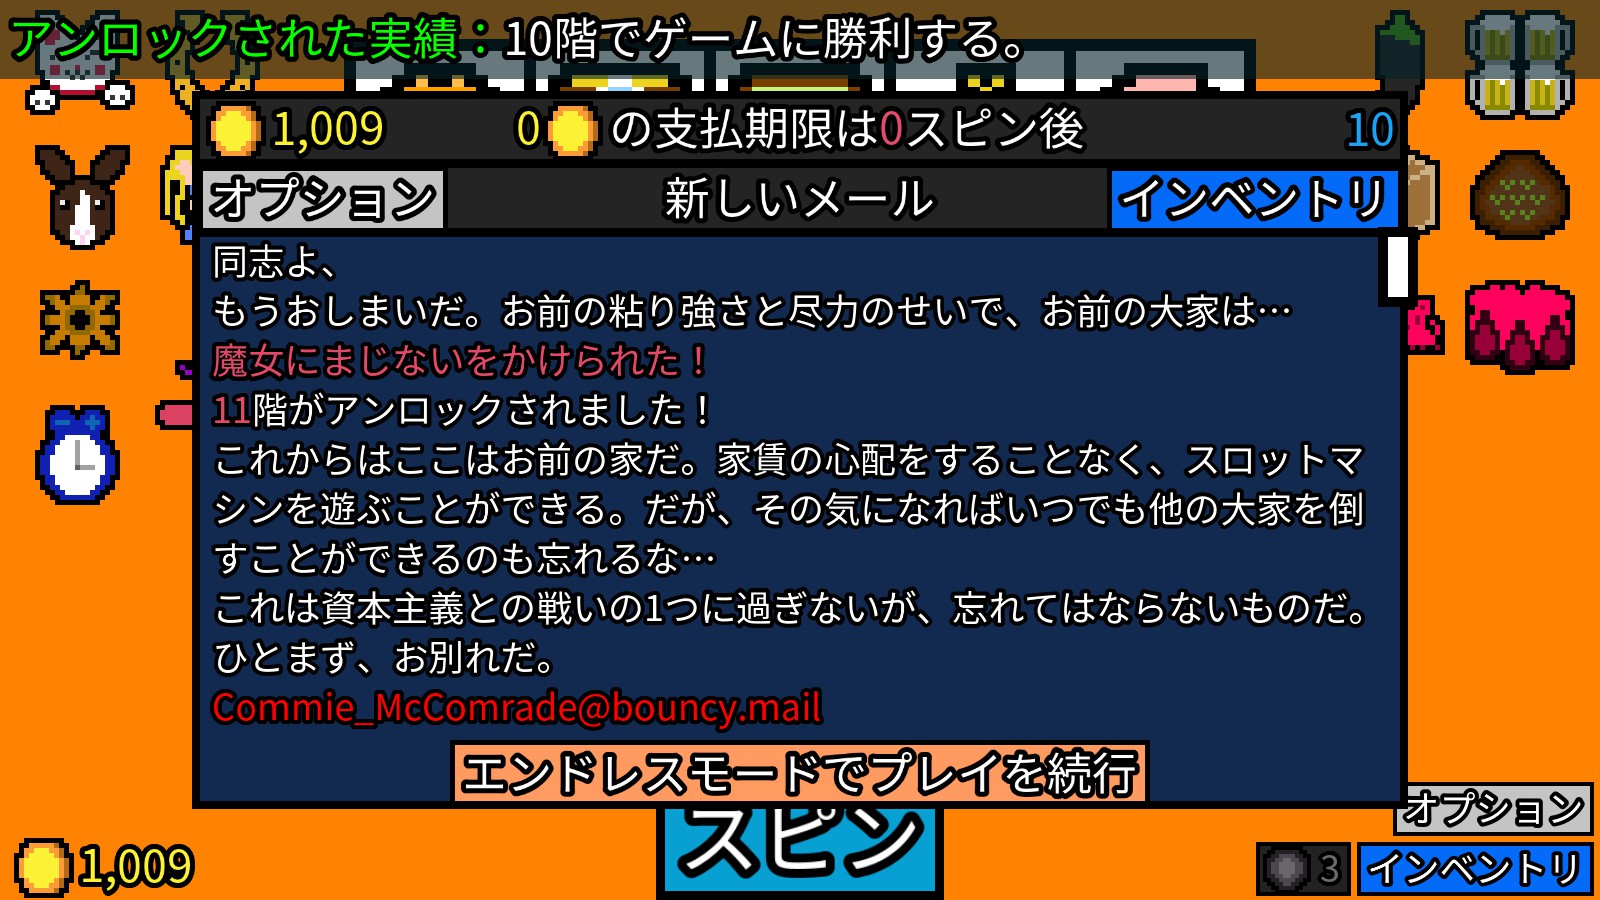 アンロックされた実績：10階でゲームに勝利する。
1,009 0 の支払期限は0スピン後 10
オプション 新しいメール インベントリ
同志よ、
もうおしまいだ。お前の粘り強さと尽力のせいで、お前の大家は…
魔女にまじないをかけられた！
11階がアンロックされました！
これからはここはお前の家だ。家賃の心配をすることなく、スロットマ
シンを遊ぶことができる。だが、その気になればいつでも他の大家を倒
すことができるのも忘れるな…
これは資本主義との戦いの1つに過ぎないが、忘れてはならないものだ。
ひとまず、お別れだ。
Commie_McComrade@bouncy.mail
エンドレスモードでプレイを続行
スピン
オプション
1,009
3 インベントリ